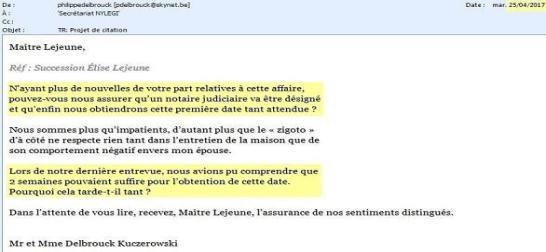 De : philippedelbrouck [pdelbrouck@skynet.be] Date : mar. 25/04/2017
À : 'Secrétariat NYLEGI'
Cc :
Objet : TR: Projet de citation
Maître Lejeune,
Réf : Succession Élise Lejeune
N'ayant plus de nouvelles de votre part relatives à cette affaire,
pouvez-vous nous assurer qu'un notaire judiciaire va être désigné
et qu'enfin nous obtiendrons cette première date tant attendue ?
Nous sommes plus qu'impatients, d'autant plus que le « zigoto »
d'à côté ne respecte rien tant dans l'entretien de la maison que de
son comportement négatif envers mon épouse.
Lors de notre dernière entrevue, nous avions pu comprendre que
2 semaines pouvaient suffire pour l'obtention de cette date.
Pourquoi cela tarde-t-il tant ?
Dans l'attente de vous lire, recevez, Maître Lejeune, l'assurance de nos sentiments distingués.
Mr et Mme Delbrouck Kuczerowski